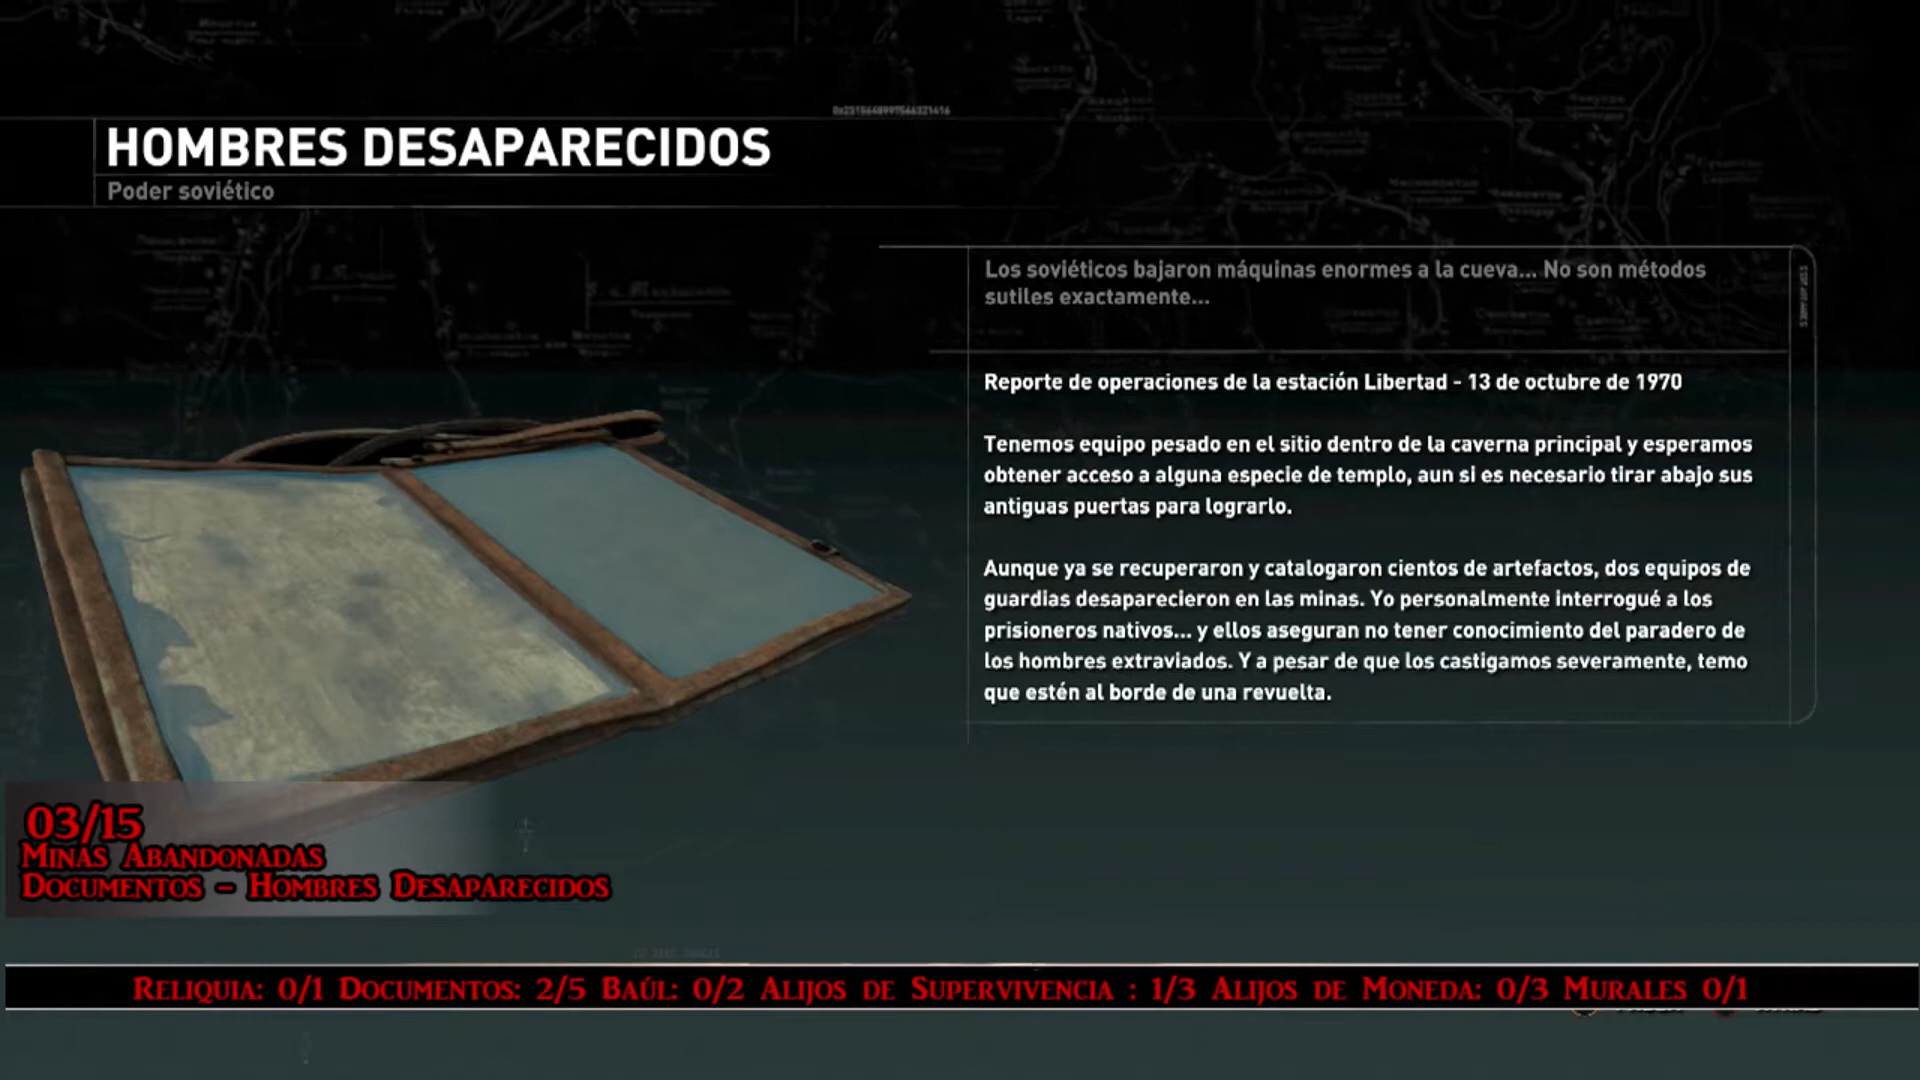 HOMBRES DESAPARECIDOS
Poder soviético
Los soviéticos bajaron máquinas enormes a la cueva... No son métodos
sutiles exactamente...
Reporte de operaciones de la estación Libertad - 13 de octubre de 1970
Tenemos equipo pesado en el sitio dentro de la caverna principal y esperamos
obtener acceso a alguna especie de templo, aun si es necesario tirar abajo sus
antiguas puertas para lograrlo.
Aunque ya se recuperaron y catalogaron cientos de artefactos, dos equipos de
guardias desaparecieron en las minas. Yo personalmente interrogué a los
prisioneros nativos... y ellos aseguran no tener conocimiento del paradero de
los hombres extraviados. Y a pesar de que los castigamos severamente, temo
que estén al borde de una revuelta.
03/15
Minas Abandonadas
Documentos - Hombres Desaparecidos
Reliquia: 0/1 Documentos: 2/5 Baúl: 0/2 Alijos de Supervivencia : 1/3 Alijos de Moneda: 0/3 Murales 0/1